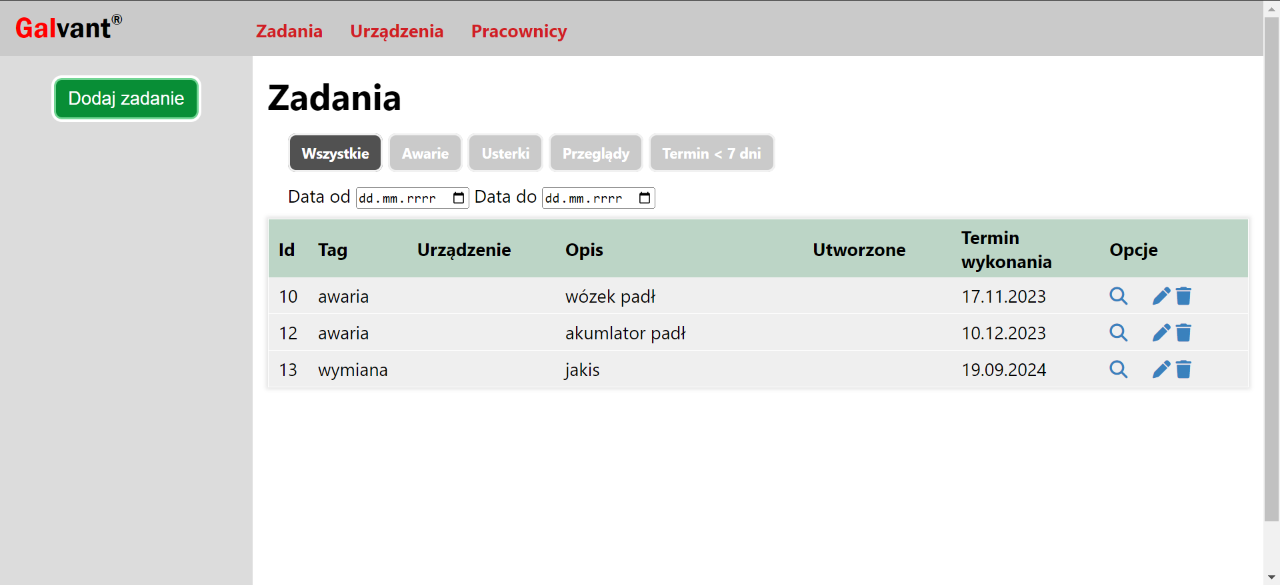 Galvant®
Zadania Urządzenia Pracownicy
Dodaj zadanie
Zadania
Wszystkie Awarie Usterki Przeglądy Termin < 7 dni
Data od dd.mm.rrrr Data do dd.mm.rrrr
Id Tag Urządzenie Opis Utworzone Termin wykonania Opcje
10 awaria wózek padł 17.11.2023
12 awaria akumlator padł 10.12.2023
13 wymiana jakis 19.09.2024